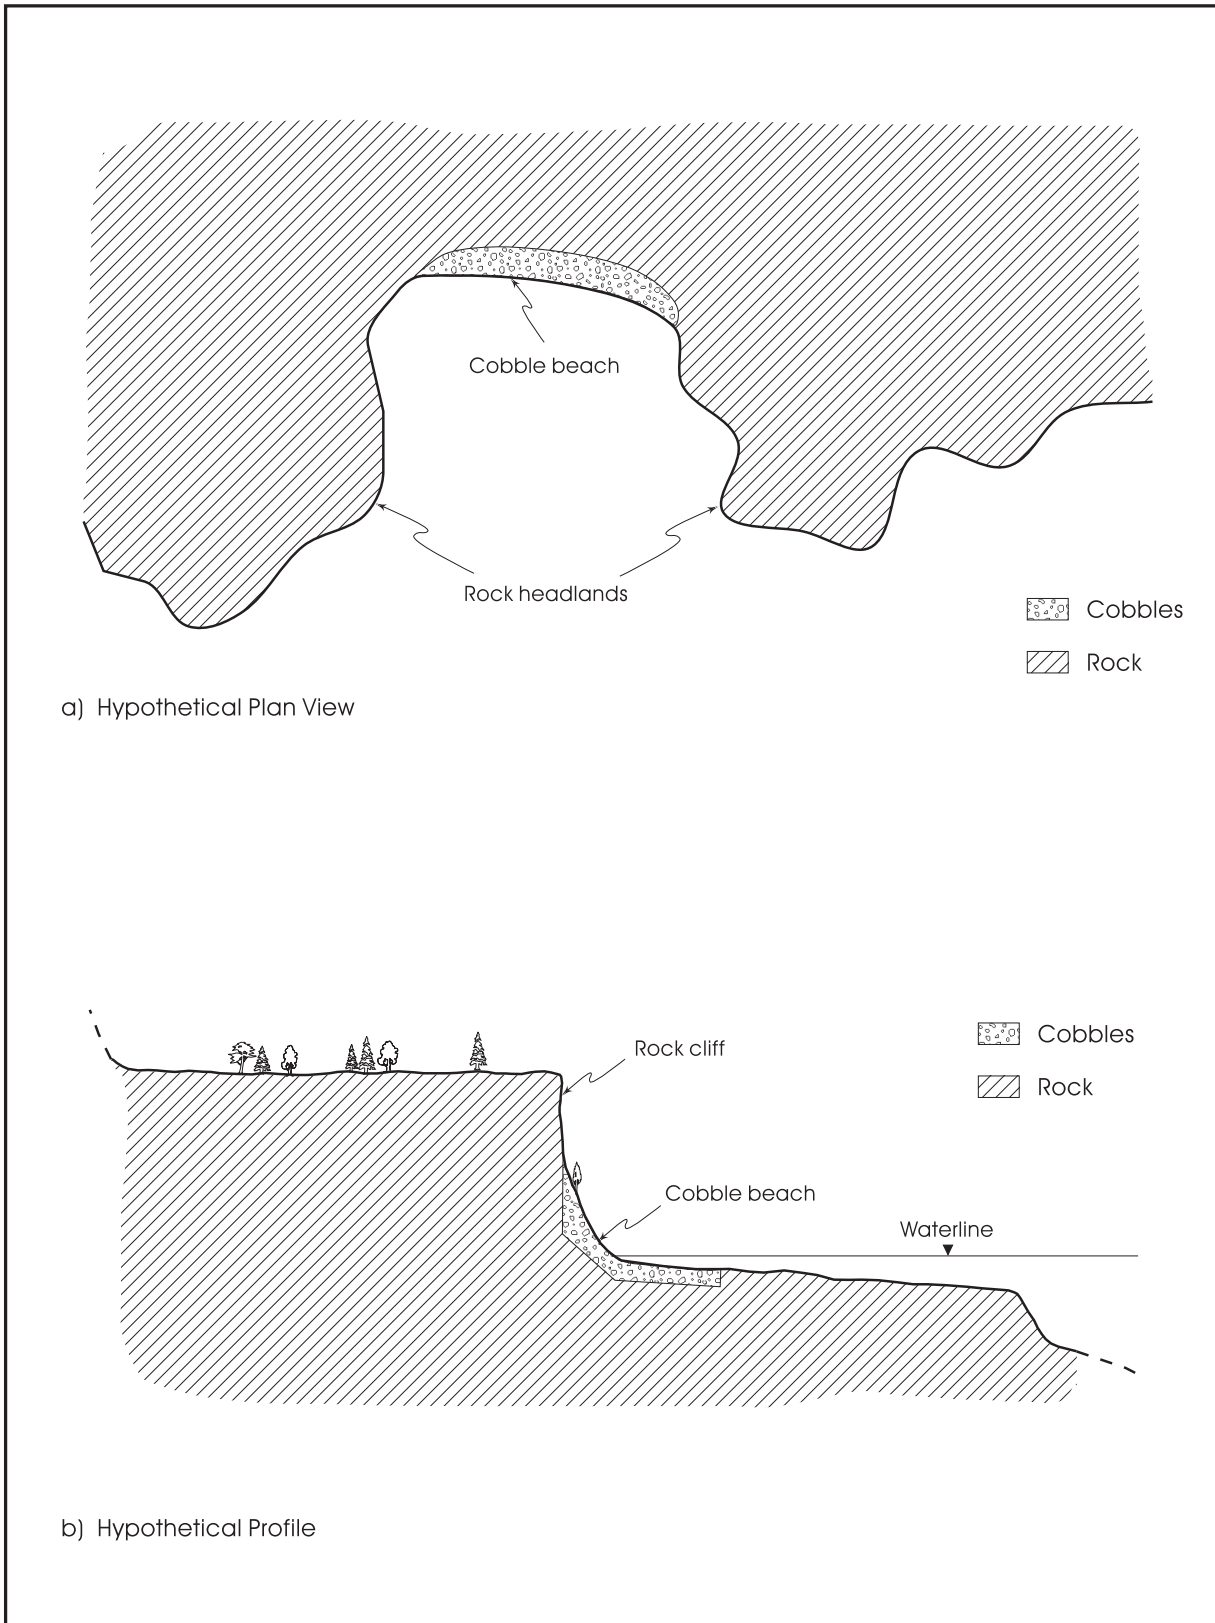 Cobble beach
Rock headlands
Cobbles
Rock
a) Hypothetical Plan View
Cobbles
Rock cliff
Rock
Cobble beach
Waterline
b) Hypothetical Profile